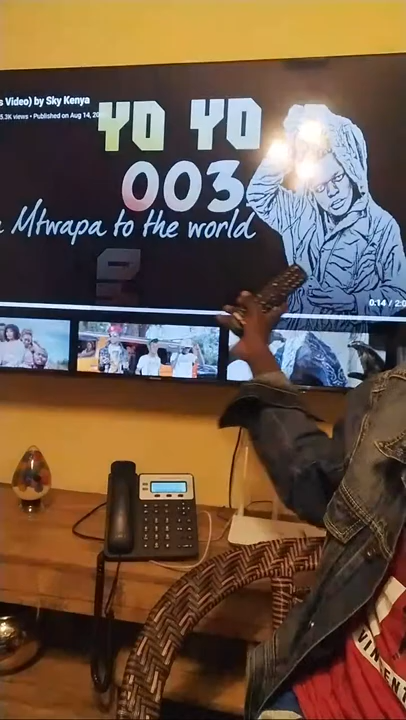 s Video) by Sky Kenya
5.3K views • Published on Aug 14, 20
YO YO
003
Mtwapa to the world
0:14 / 2:0
VINCENT